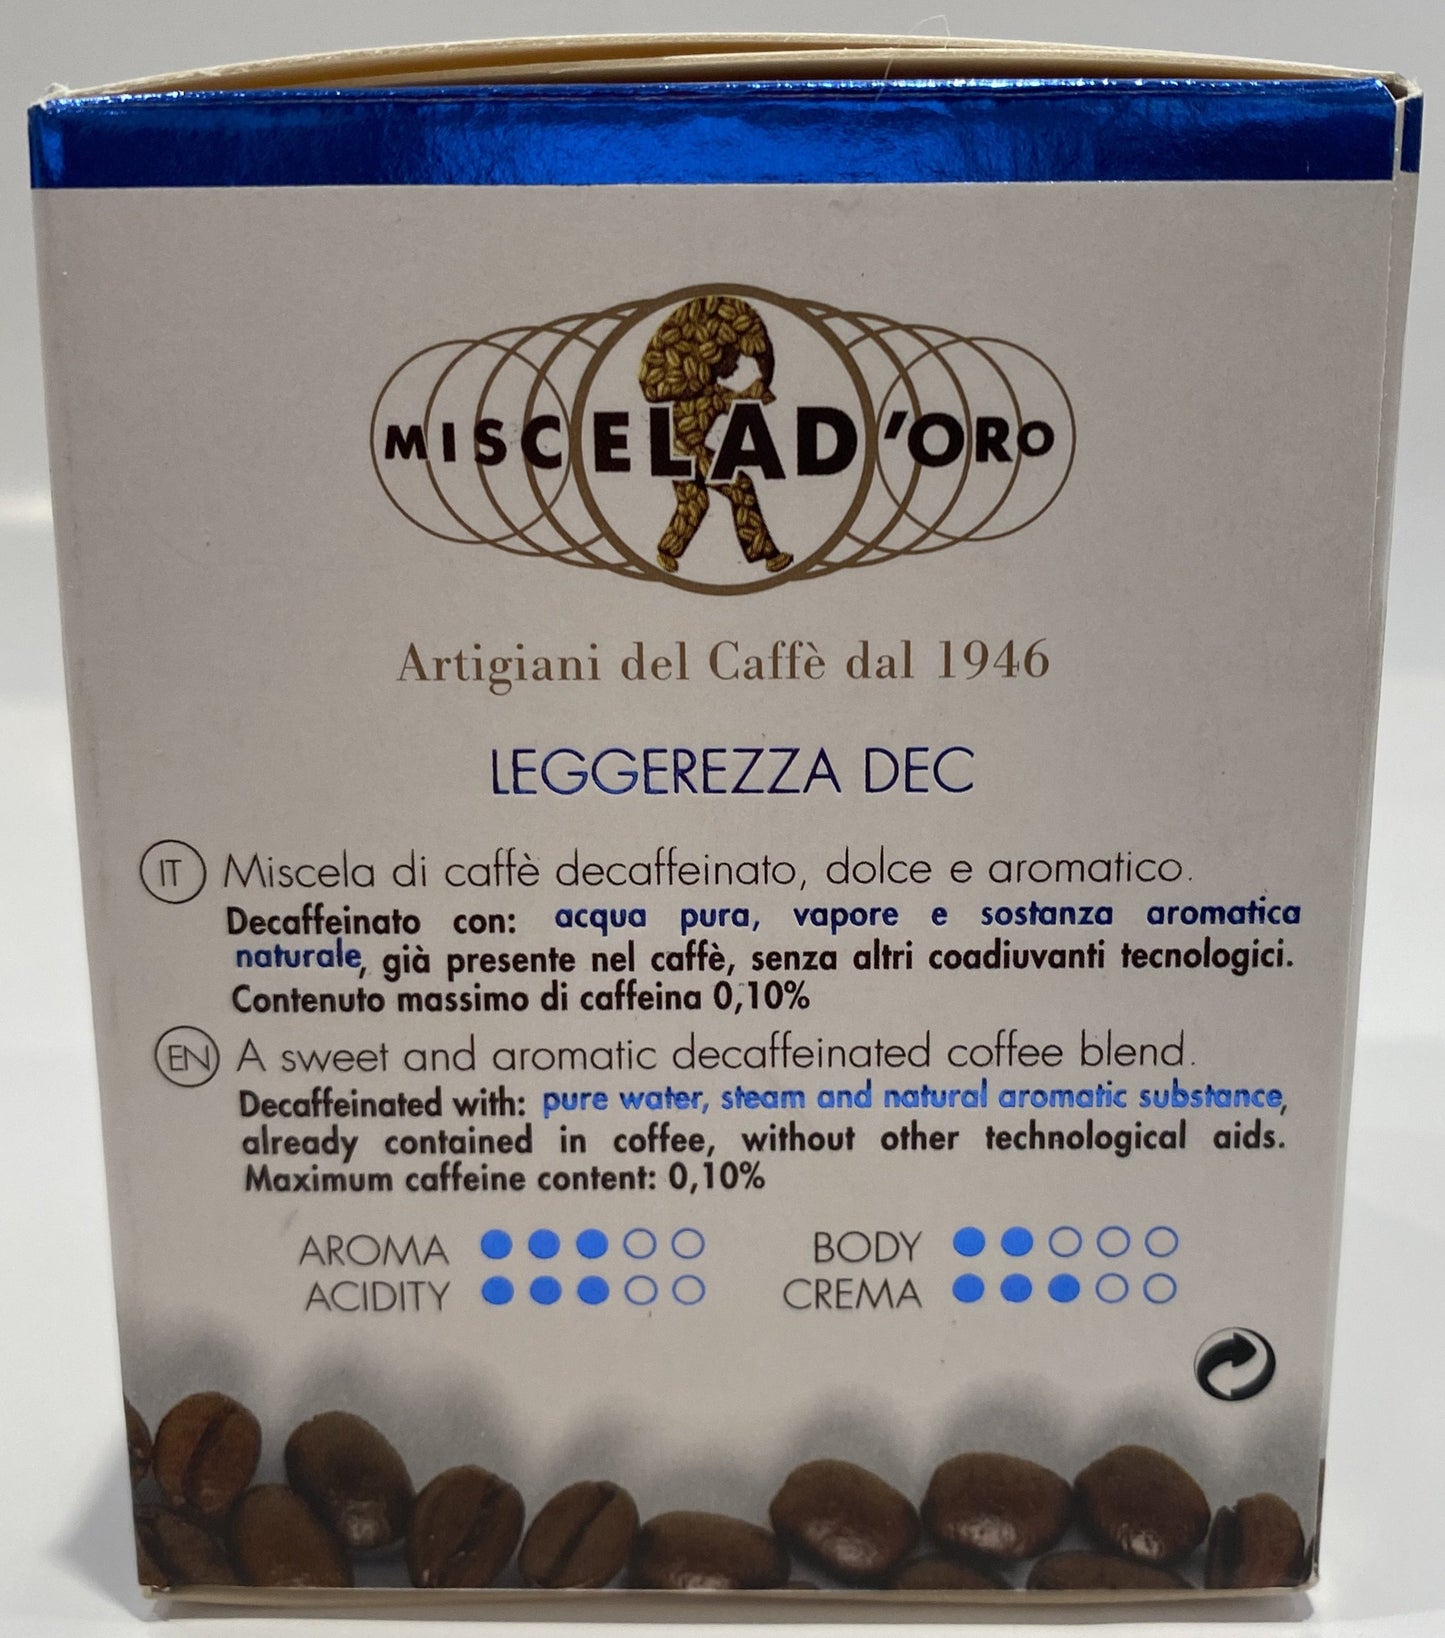 MISCELAD'ORO
Artigiani del Caffè dal 1946
LEGGEREZZA DEC
IT Miscela di caffè decaffeinato, dolce e aromatico.
Decaffeinato con: acqua pura, vapore e sostanza aromatica
naturale, già presente nel caffè, senza altri coadiuvanti tecnologici.
Contenuto massimo di caffeina 0,10%
EN A sweet and aromatic decaffeinated coffee blend.
Decaffeinated with: pure water, steam and natural aromatic substance,
already contained in coffee, without other technological aids.
Maximum caffeine content: 0,10%
AROMA BODY
ACIDITY CREMA